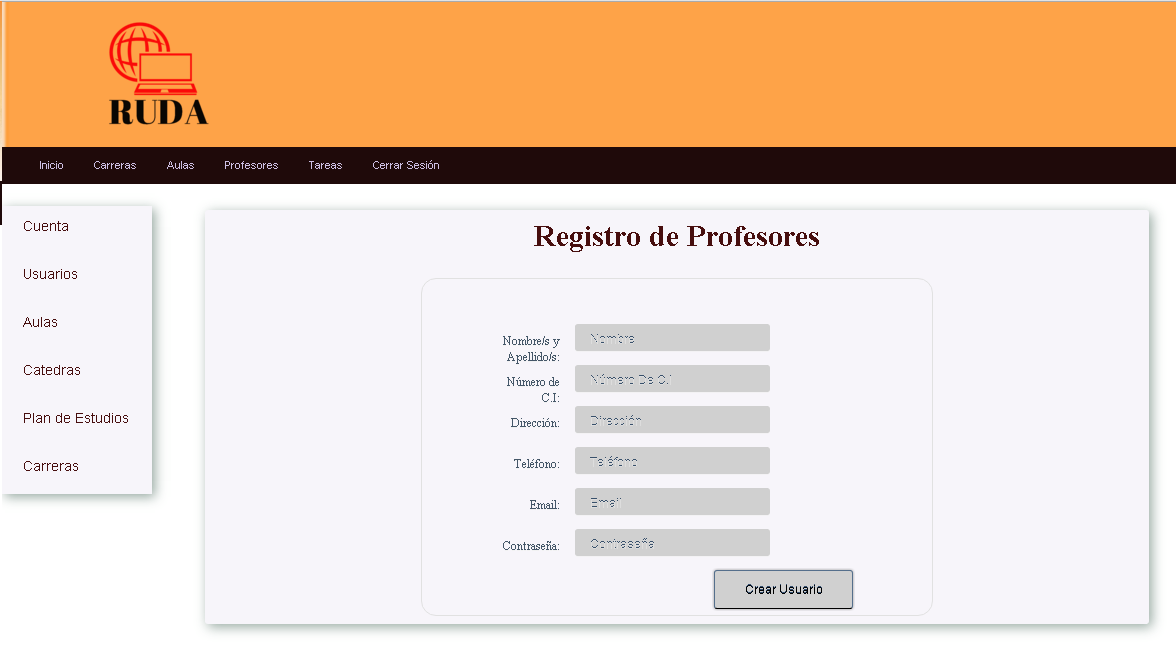 RUDA
Inicio Carreras Aulas Profesores Tareas Cerrar Sesión
Cuenta
Usuarios
Aulas
Catedras
Plan de Estudios
Carreras
Registro de Profesores
Nombre/s y
Apellido/s:
Nombre
Número de
C.I:
Número De C.I
Dirección:
Dirección
Teléfono:
Teléfono
Email:
Email
Contraseña:
Contraseña
Crear Usuario